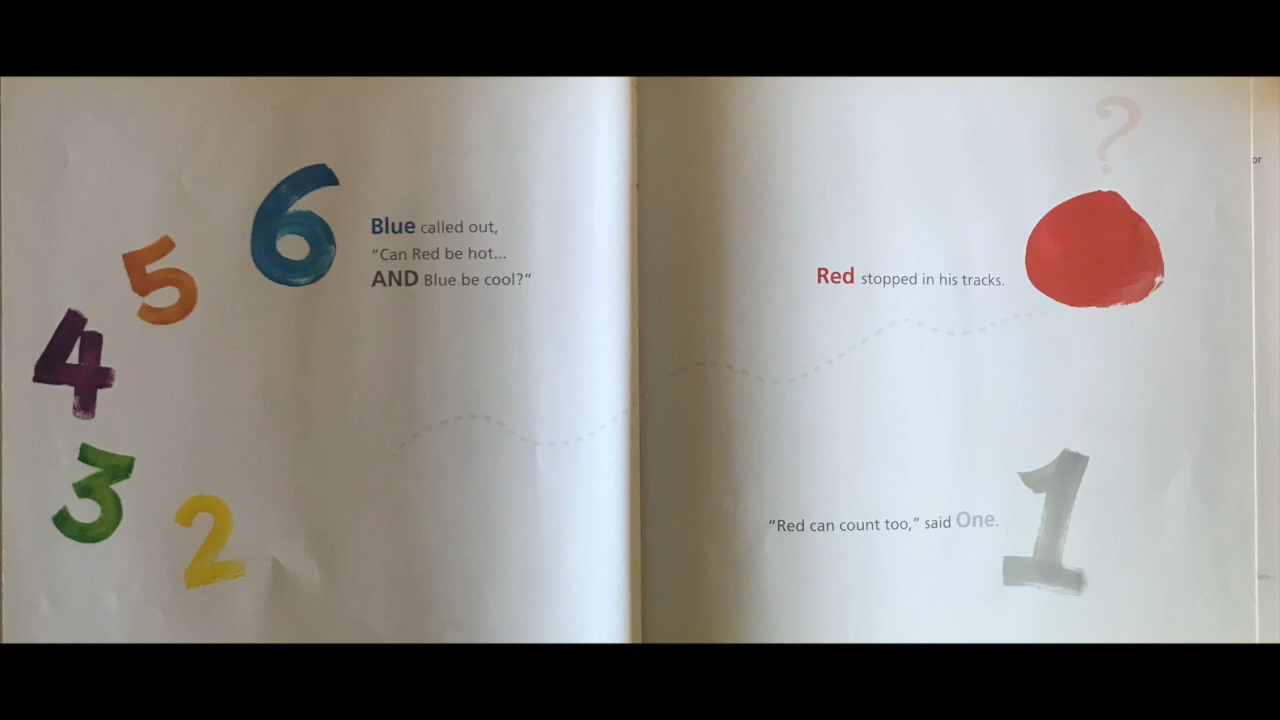 6
5
4
3
2
Blue called out,
“Can Red be hot...
AND Blue be cool?”
?
Red stopped in his tracks.
1
“Red can count too,” said One.
or